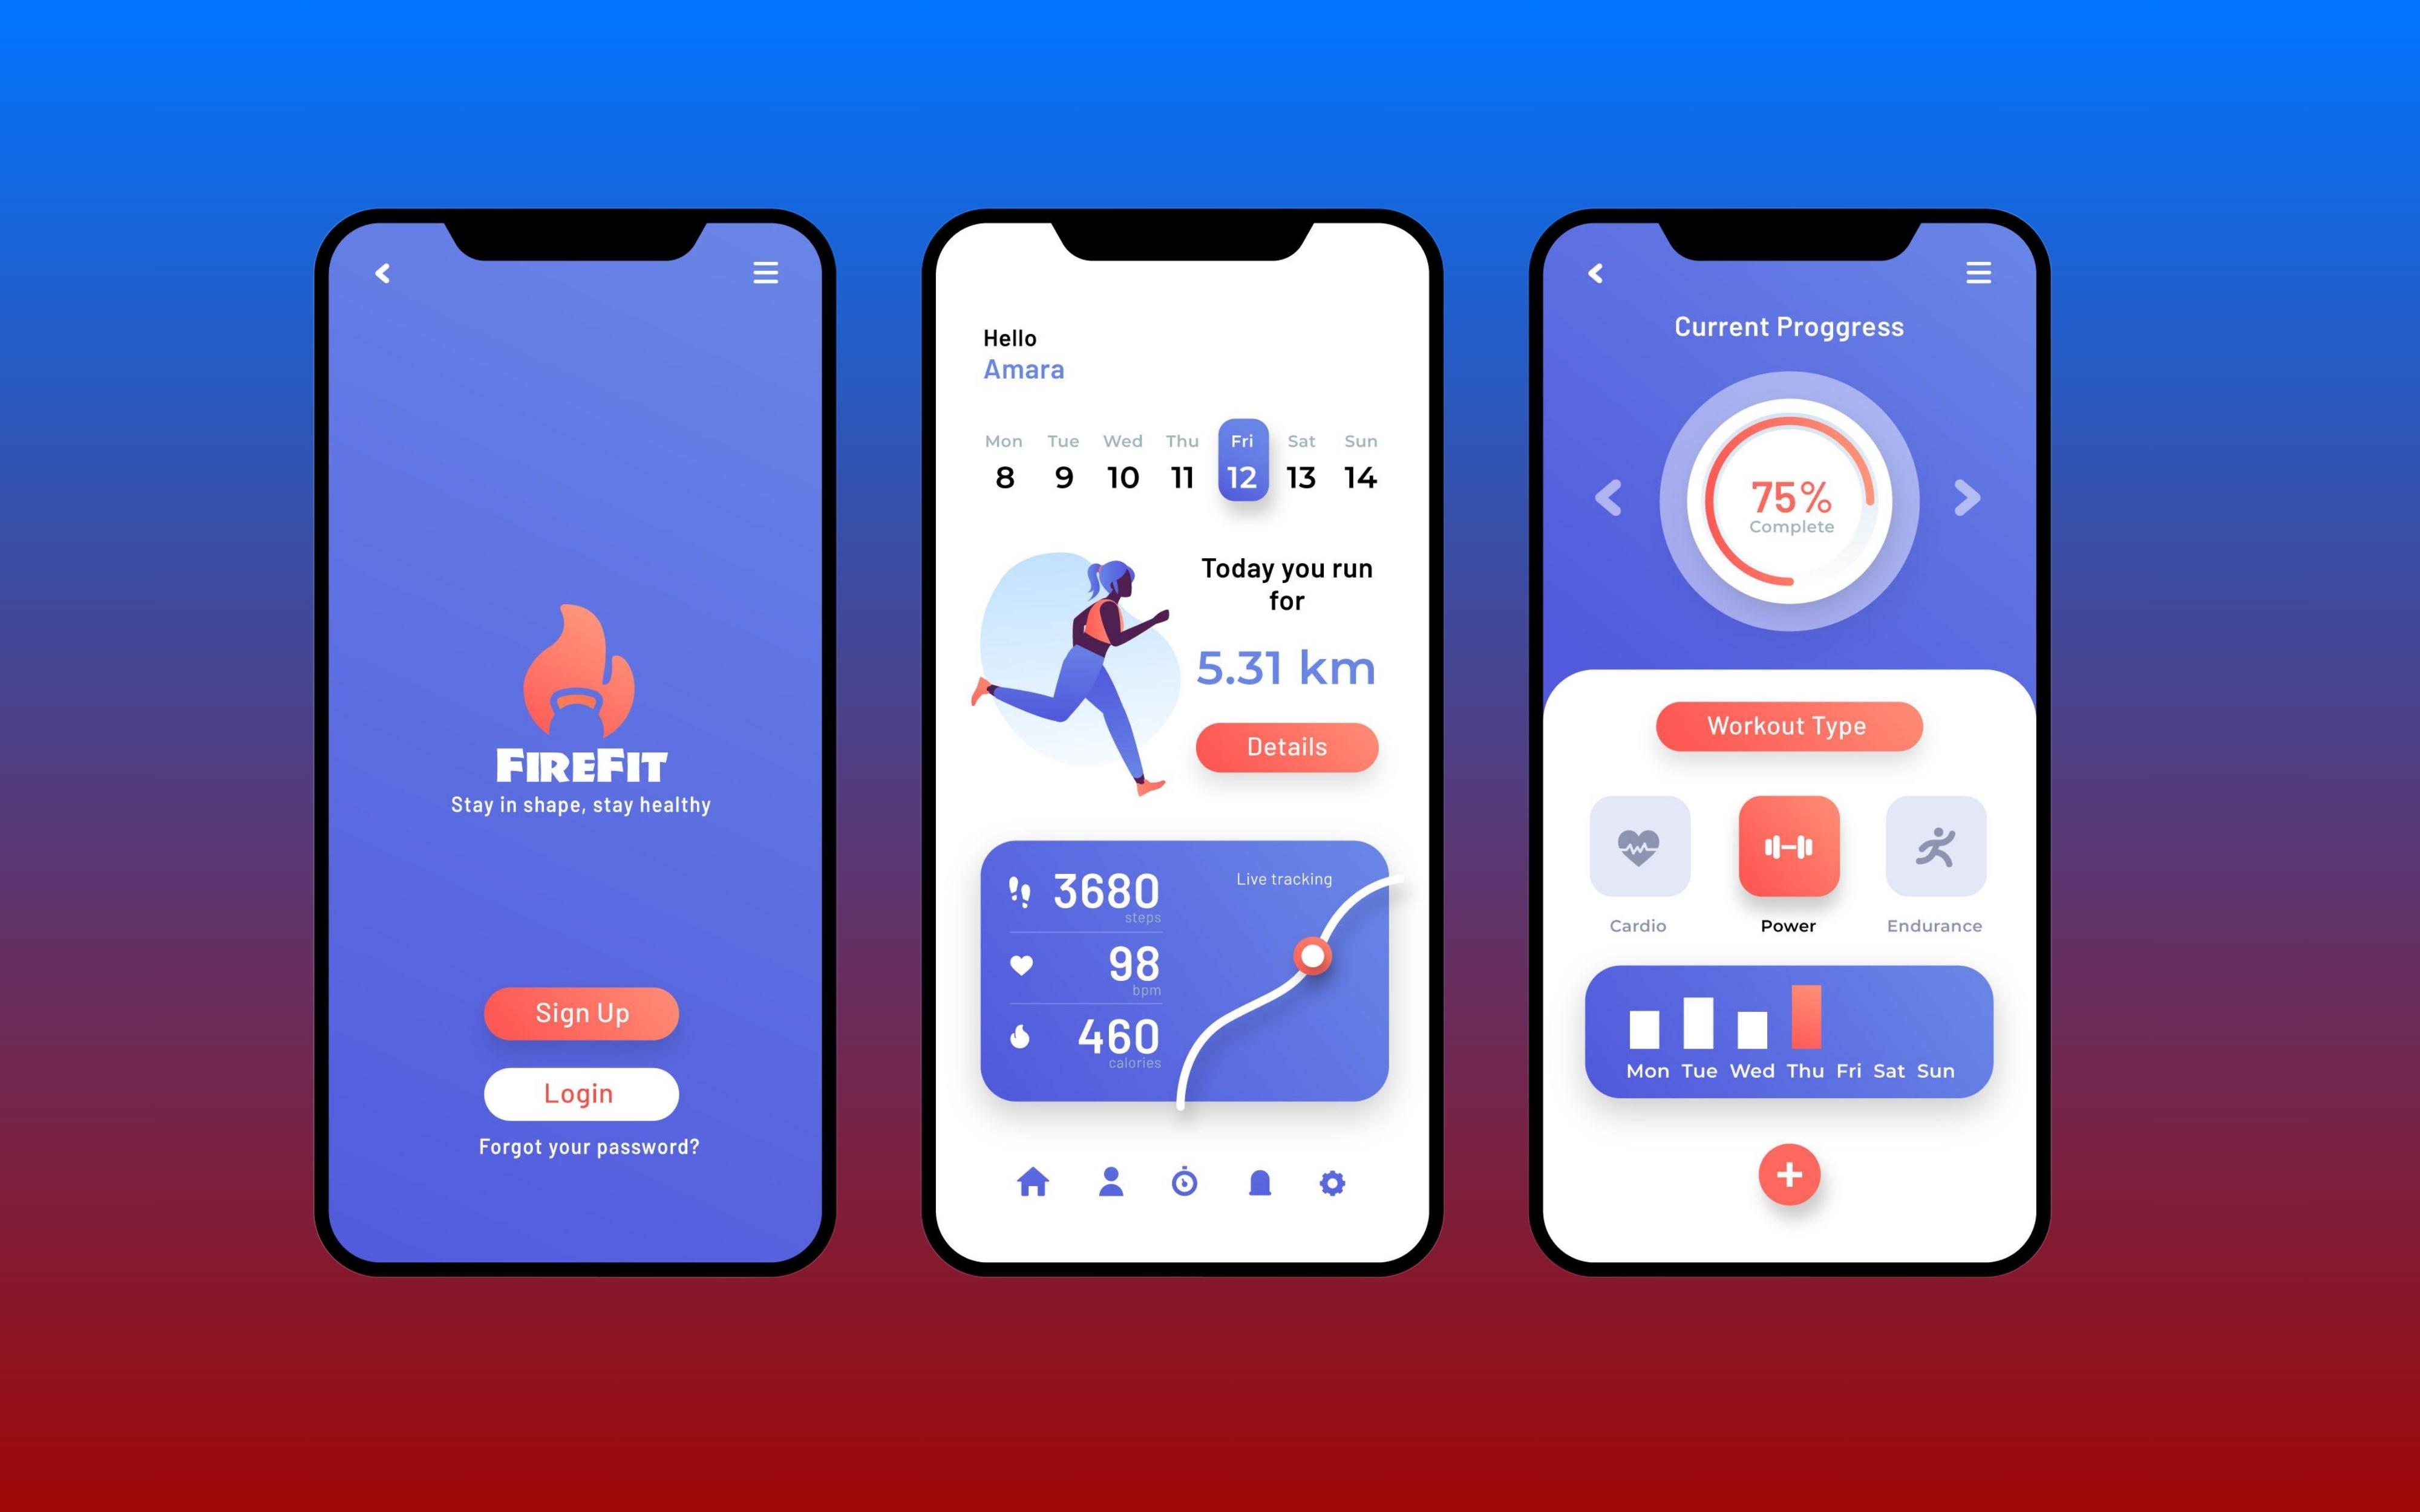 FIREFIT
Stay in shape, stay healthy
Sign Up
Login
Forgot your password?
Hello
Amara
Mon Tue Wed Thu Fri Sat Sun
8 9 10 11 12 13 14
Today you run
for
5.31 km
Details
3680
steps
98
bpm
460
calories
Live tracking
Current Proggress
75%
Complete
Workout Type
Cardio Power Endurance
Mon Tue Wed Thu Fri Sat Sun